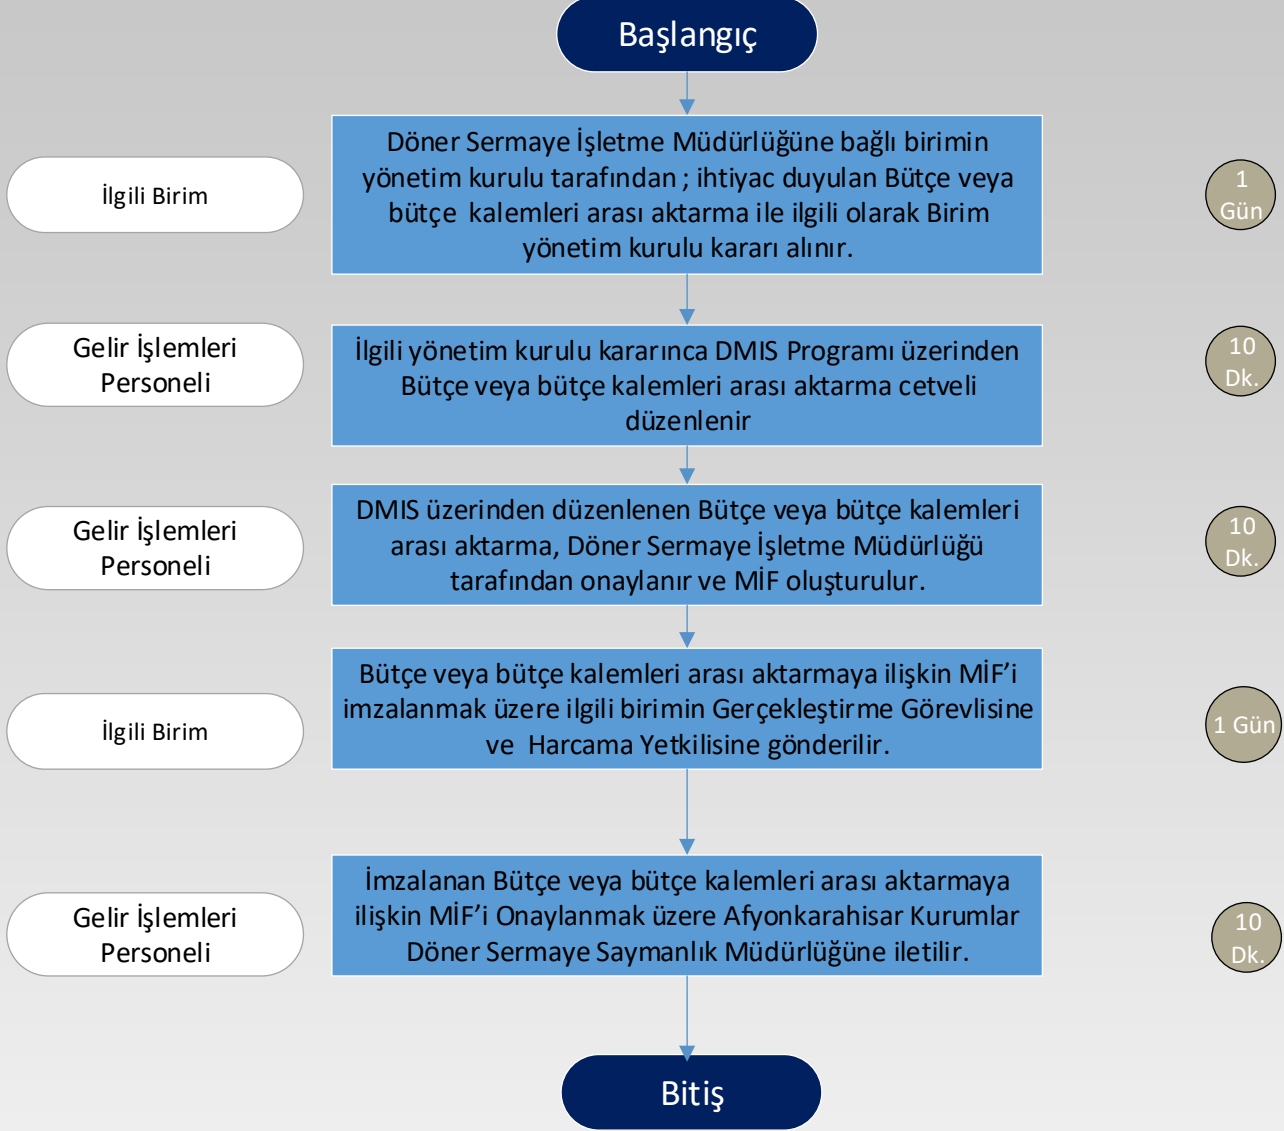 Başlangıç
İlgili Birim
Döner Sermaye İşletme Müdürlüğüne bağlı birimin
yönetim kurulu tarafından ; ihtiyac duyulan Bütçe veya
bütçe  kalemleri arası aktarma ile ilgili olarak Birim
yönetim kurulu kararı alınır.
1
Gün
Gelir İşlemleri
Personeli
İlgili yönetim kurulu kararınca DMIS Programı üzerinden
Bütçe veya bütçe kalemleri arası aktarma cetveli
düzenlenir
10
Dk.
Gelir İşlemleri
Personeli
DMIS üzerinden düzenlenen Bütçe veya bütçe kalemleri
arası aktarma, Döner Sermaye İşletme Müdürlüğü
tarafından onaylanır ve MİF oluşturulur.
10
Dk.
İlgili Birim
Bütçe veya bütçe kalemleri arası aktarmaya ilişkin MİF’i
imzalanmak üzere ilgili birimin Gerçekleştirme Görevlisine
ve  Harcama Yetkilisine gönderilir.
1 Gün
Gelir İşlemleri
Personeli
İmzalanan Bütçe veya bütçe kalemleri arası aktarmaya
ilişkin MİF’i Onaylanmak üzere Afyonkarahisar Kurumlar
Döner Sermaye Saymanlık Müdürlüğüne iletilir.
10
Dk.
Bitiş